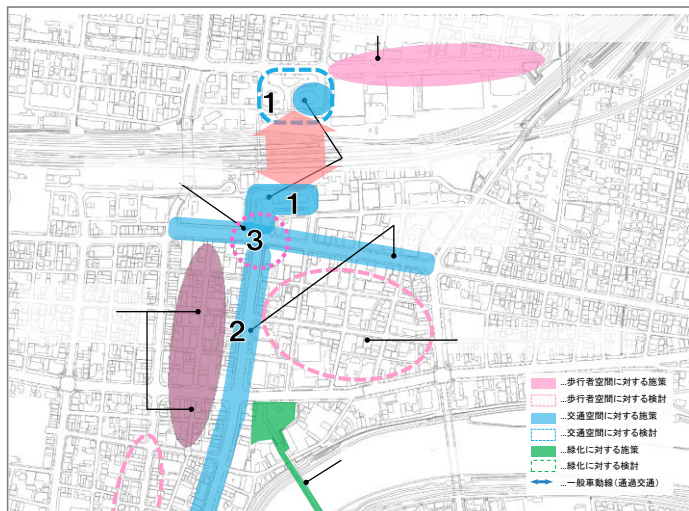 1
1
3
2
...歩行者空間に対する施策
...歩行者空間に対する検討
...交通空間に対する施策
...交通空間に対する検討
...緑化に対する施策
...緑化に対する検討
...一般車動線(通過交通)